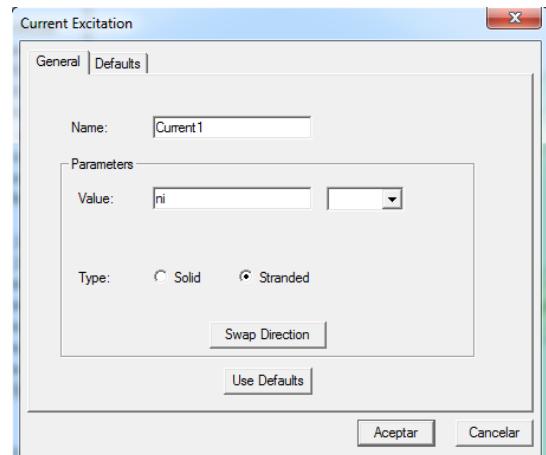 Current Excitation
General Defaults
Name: Current1
Parameters
Value: ni
Type: Solid Stranded
Swap Direction
Use Defaults
Aceptar Cancelar